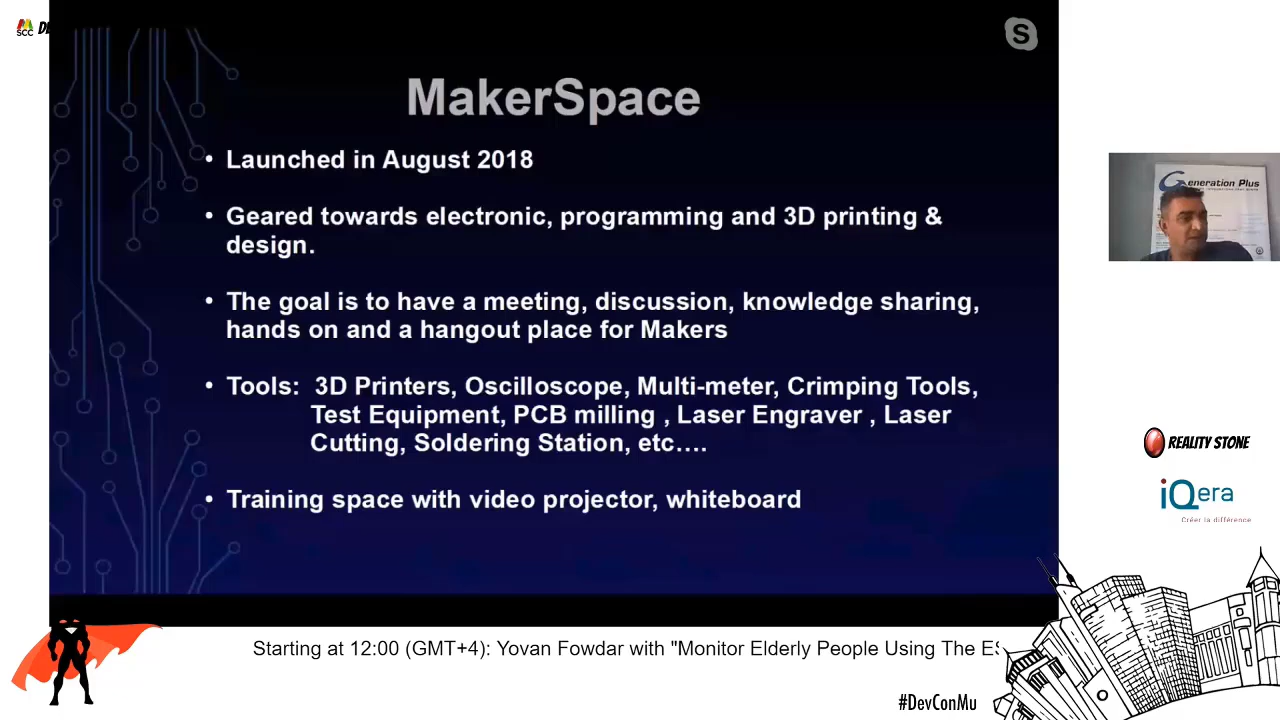 SCC
MakerSpace
• Launched in August 2018
• Geared towards electronic, programming and 3D printing &
design.
• The goal is to have a meeting, discussion, knowledge sharing,
hands on and a hangout place for Makers
• Tools: 3D Printers, Oscilloscope, Multi-meter, Crimping Tools,
Test Equipment, PCB milling , Laser Engraver , Laser
Cutting, Soldering Station, etc….
• Training space with video projector, whiteboard
Generation Plus
REALITY STONE
iQera
Créer la différence
Starting at 12:00 (GMT+4): Yovan Fowdar with "Monitor Elderly People Using The
#DevConMu